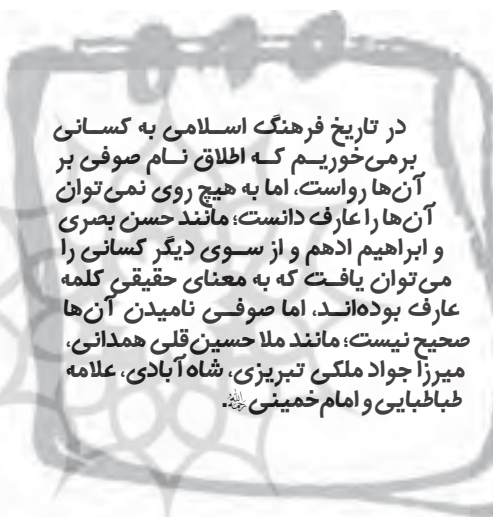 در تاریخ فرهنگ اسلامی به کسانی
برمی‌خوریم که اطلاق نام صوفی بر
آن‌ها رواست، اما به هیچ روی نمی‌توان
آن‌ها را عارف دانست؛ مانند حسن بصری
و ابراهیم ادهم و از سوی دیگر کسانی را
می‌توان یافت که به معنای حقیقی کلمه
عارف بوده‌اند، اما صوفی نامیدن آن‌ها
صحیح نیست؛ مانند ملا حسین‌قلی همدانی،
میرزا جواد ملکی تبریزی، شاه‌آبادی، علامه
طباطبایی و امام خمینی.